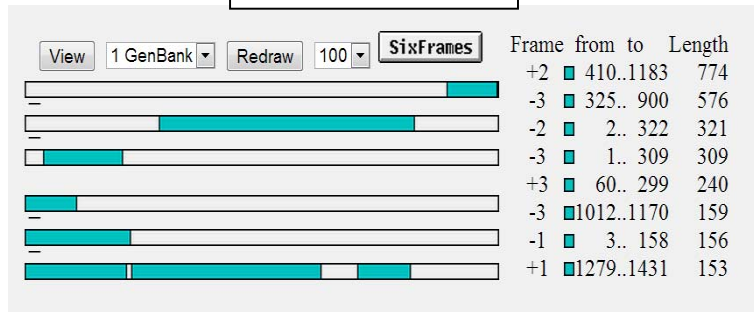 View 1 GenBank Redraw 100 SixFrames
Frame from to Length
+2 410..1183 774
-3 325.. 900 576
-2 2.. 322 321
-3 1.. 309 309
+3 60.. 299 240
-3 1012..1170 159
-1 3.. 158 156
+1 1279..1431 153